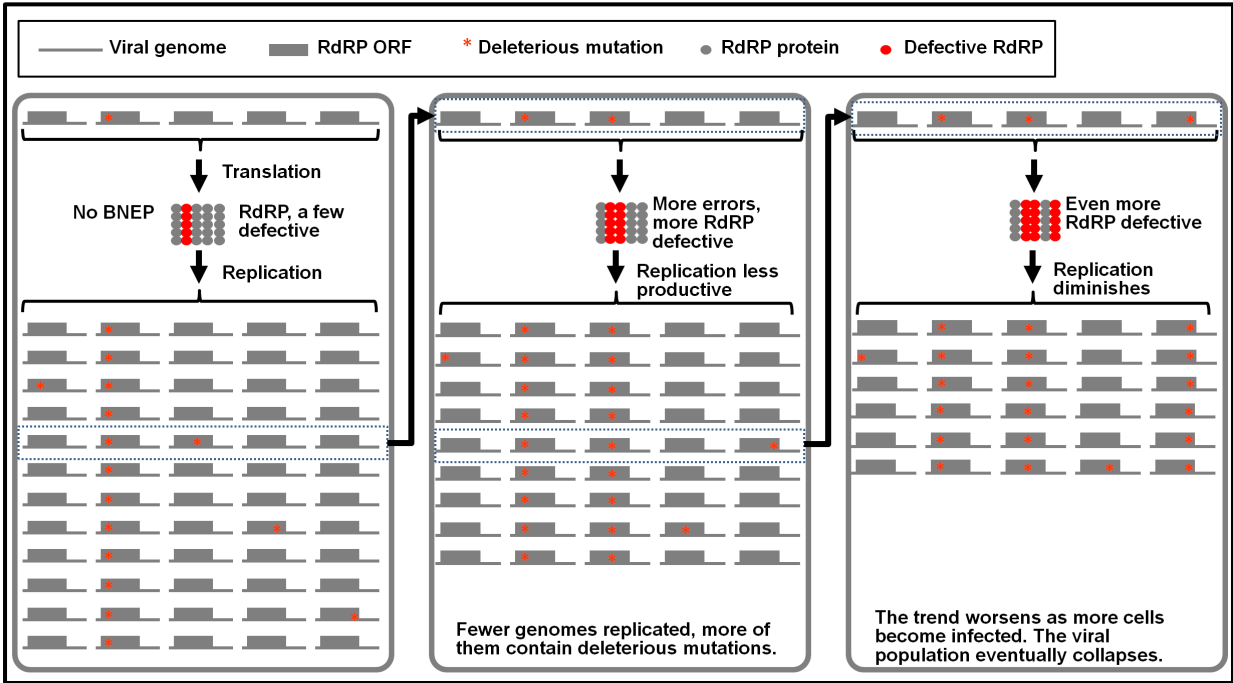 Viral genome
RdRP ORF
* Deleterious mutation
RdRP protein
Defective RdRP
Translation
No BNEP
RdRP, a few
defective
Replication
More errors,
more RdRP
defective
Replication less
productive
Fewer genomes replicated, more of
them contain deleterious mutations.
Even more
RdRP defective
Replication
diminishes
The trend worsens as more cells
become infected. The viral
population eventually collapses.